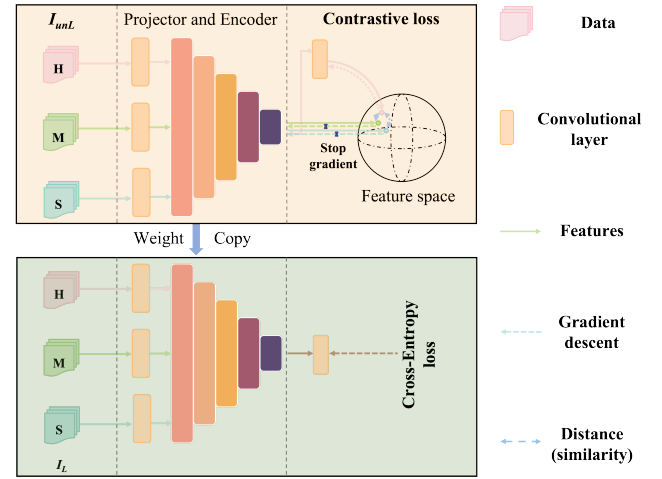 I_unL
Projector and Encoder
Contrastive loss
H
M
S
Stop
gradient
Feature space
Weight Copy
H
M
S
I_L
Cross-Entropy
loss
Data
Convolutional
layer
Features
Gradient
descent
Distance
(similarity)